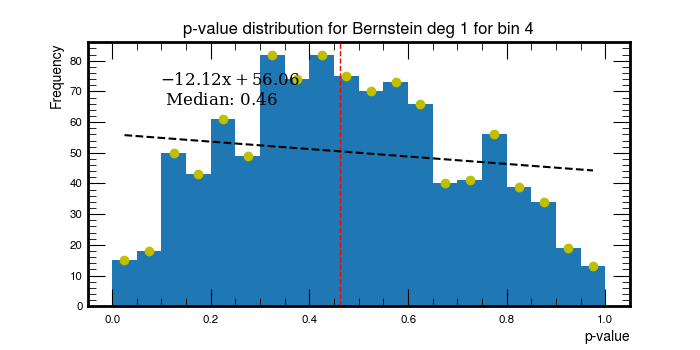 p-value distribution for Bernstein deg 1 for bin 4
Frequency
80
70
60
50
40
30
20
10
0
−12.12x + 56.06
Median: 0.46
0.0 0.2 0.4 0.6 0.8 1.0
p-value